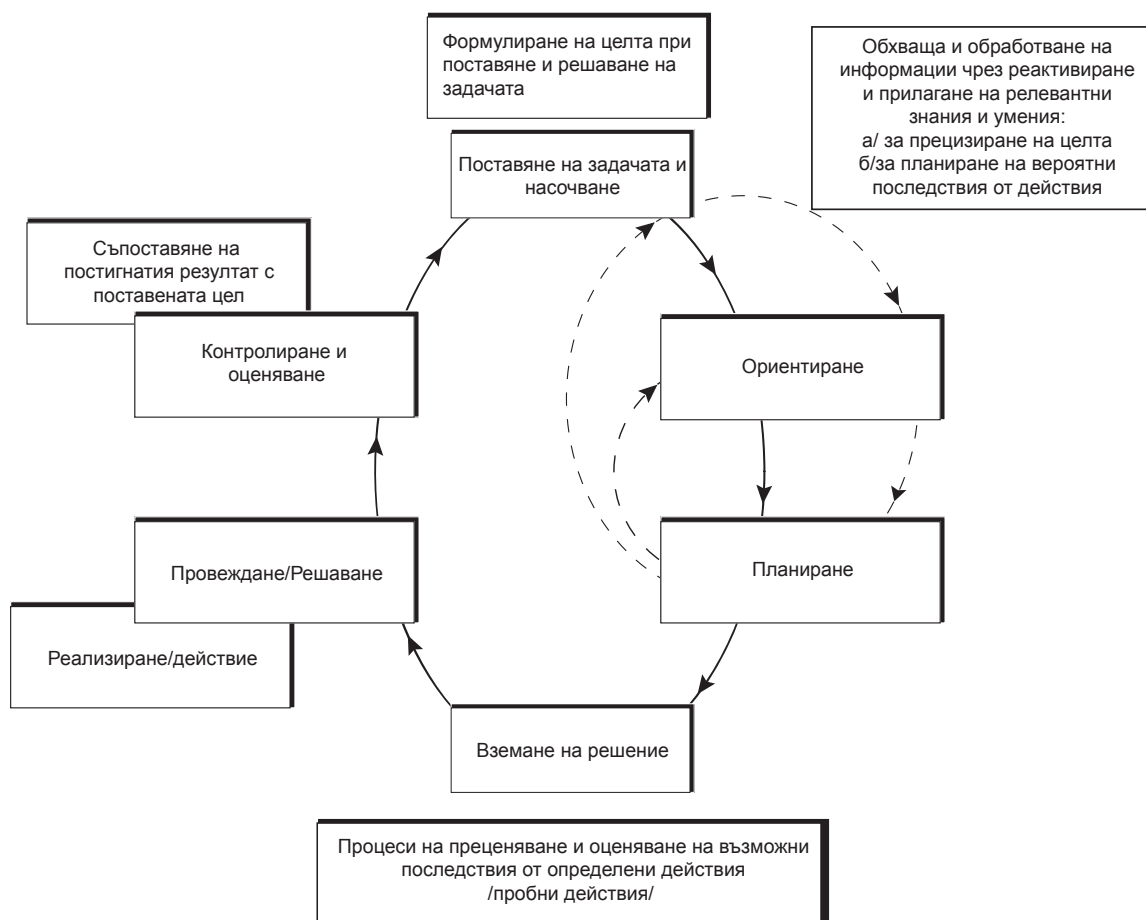 Формулиране на целта при
поставяне и решаване на
задачата
Обхваща и обработване на
информации чрез реактивиране
и прилагане на релевантни
знания и умения:
а/ за прецизиране на целта
б/за планиране на вероятни
последствия от действия
Поставяне на задачата и
насочване
Съпоставяне на
постигнатия резултат с
поставената цел
Контролиране и
оценяване
Ориентиране
Провеждане/Решаване
Планиране
Реализиране/действие
Вземане на решение
Процеси на преценяване и оценяване на възможни
последствия от определени действия
/пробни действия/